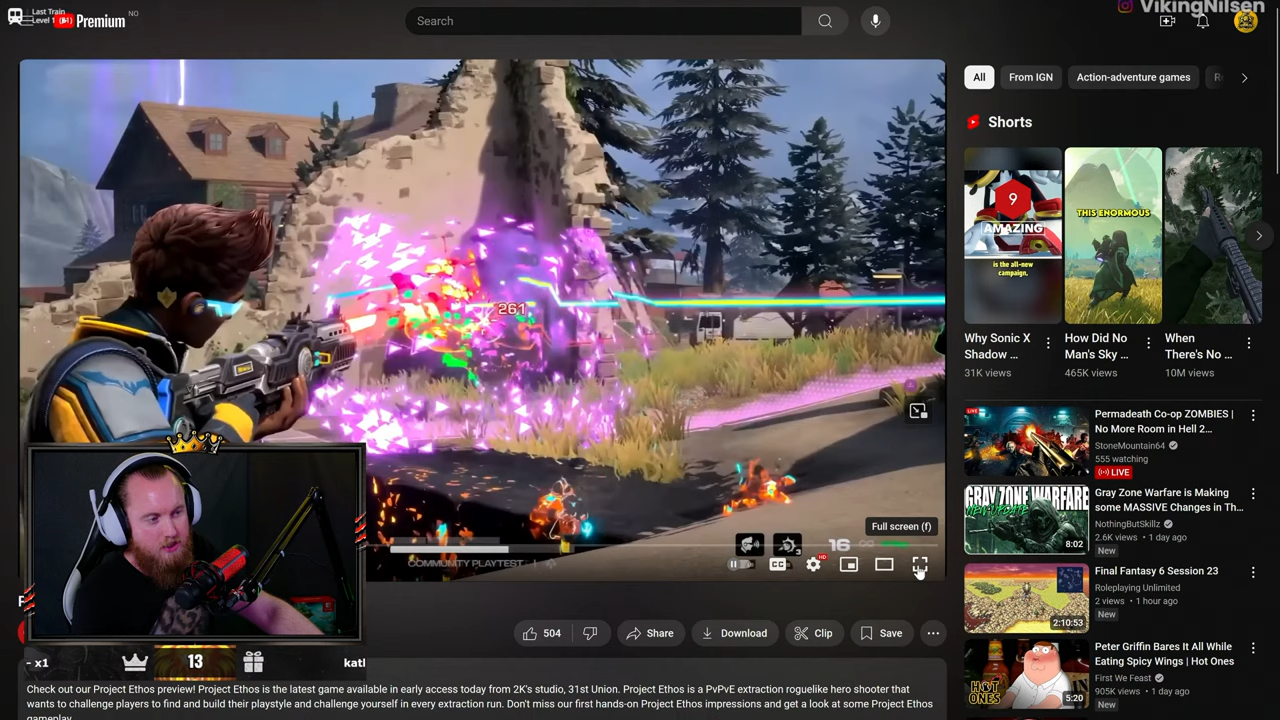 Last Train
Level 1
Premium
NO
Search
VikingNilsen
All
From IGN
Action-adventure games
Shorts
9
AMAZING
is the all-new
campaign,
THIS ENORMOUS
Why Sonic X
Shadow ...
31K views
How Did No
Man's Sky ...
465K views
When
There's No ...
10M views
261
LIVE
Permadeath Co-op ZOMBIES |
No More Room in Hell 2...
StoneMountain64
555 watching
LIVE
GRAY ZONE WARFARE
NEW UPDATE
8:02
Gray Zone Warfare is Making
some MASSIVE Changes in Th...
NothingButSkillz
2.6K views • 1 day ago
New
2:10:53
Final Fantasy 6 Session 23
Roleplaying Unlimited
2 views • 1 hour ago
New
HOT ONES
5:20
Peter Griffin Bares It All While
Eating Spicy Wings | Hot Ones
First We Feast
905K views • 1 day ago
New
Full screen (f)
16
COMMUNITY PLAYTEST
CC
HD
504
Share
Download
Clip
Save
- x1
13
katl
Check out our Project Ethos preview! Project Ethos is the latest game available in early access today from 2K's studio, 31st Union. Project Ethos is a PvPvE extraction roguelike hero shooter that
wants to challenge players to find and build their playstyle and challenge yourself in every extraction run. Don't miss our first hands-on Project Ethos impressions and get a look at some Project Ethos
gameplay